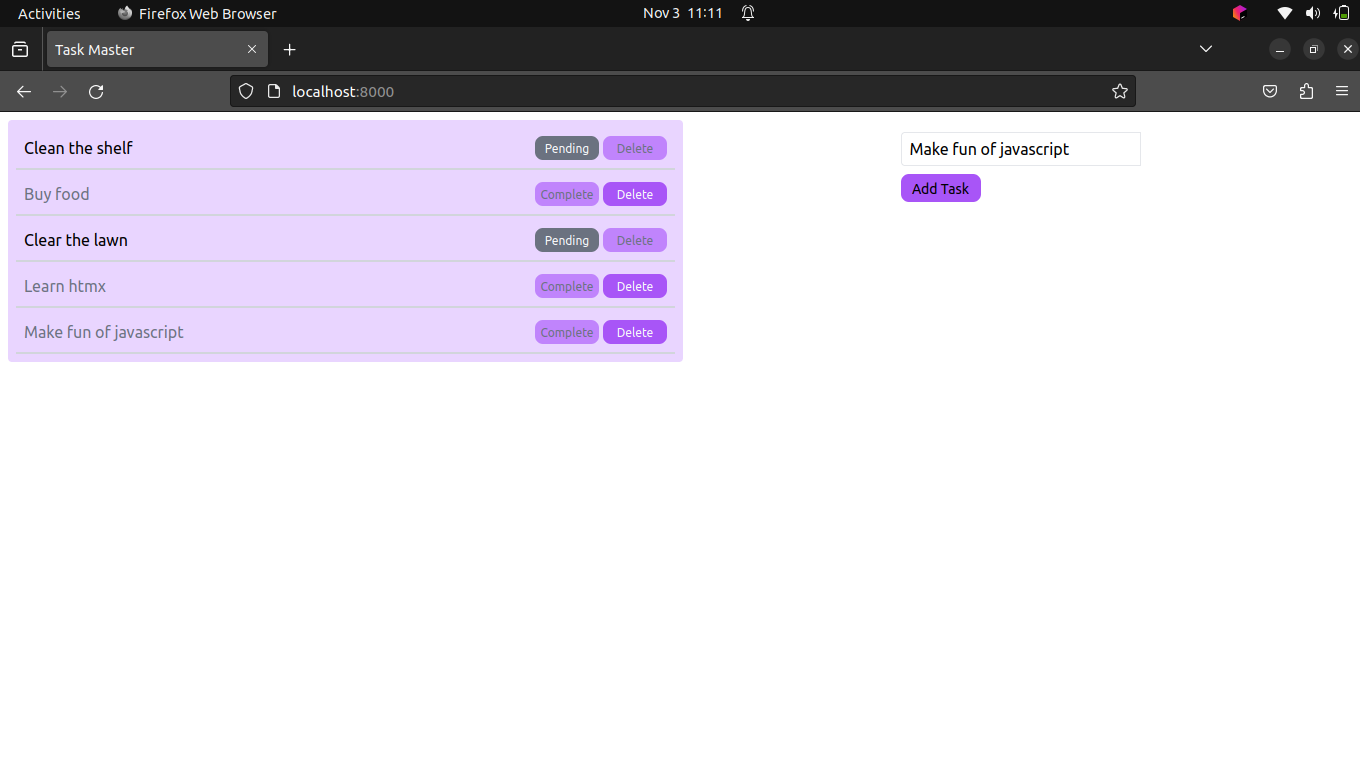 Activities Firefox Web Browser Nov 3 11:11
Task Master
localhost:8000
Clean the shelf Pending Delete
Buy food Complete Delete
Clear the lawn Pending Delete
Learn htmx Complete Delete
Make fun of javascript Complete Delete
Make fun of javascript
Add Task